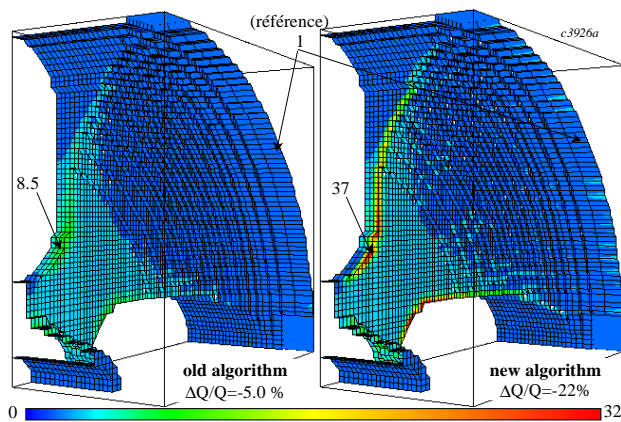 (référence)
1
c3926a
8.5
37
old algorithm
ΔQ/Q=-5.0 %
new algorithm
ΔQ/Q=-22%
0
32